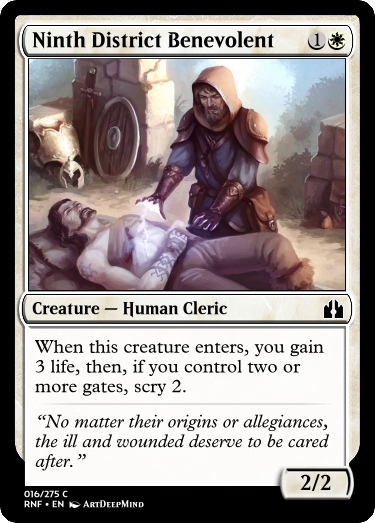 Ninth District Benevolent 1
Creature — Human Cleric
When this creature enters, you gain
3 life, then, if you control two or
more gates, scry 2.
“No matter their origins or allegiances,
the ill and wounded deserve to be cared
after.”
2/2
016/275 C
RNF • EN ArtDeepMind